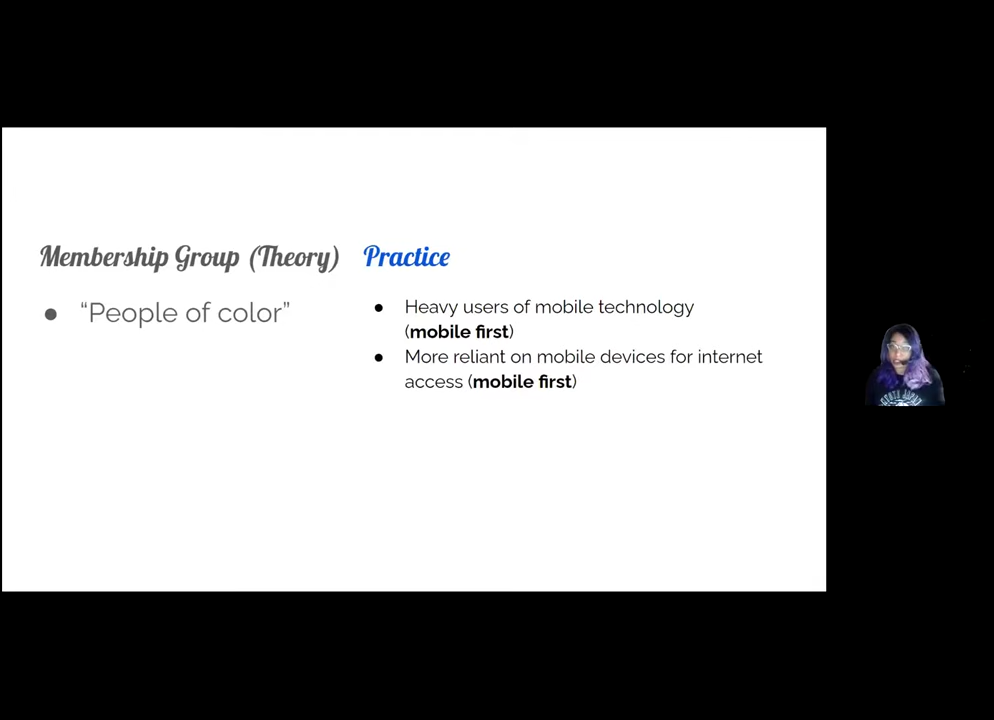 Membership Group (Theory)
● “People of color”
Practice
● Heavy users of mobile technology
(mobile first)
● More reliant on mobile devices for internet
access (mobile first)